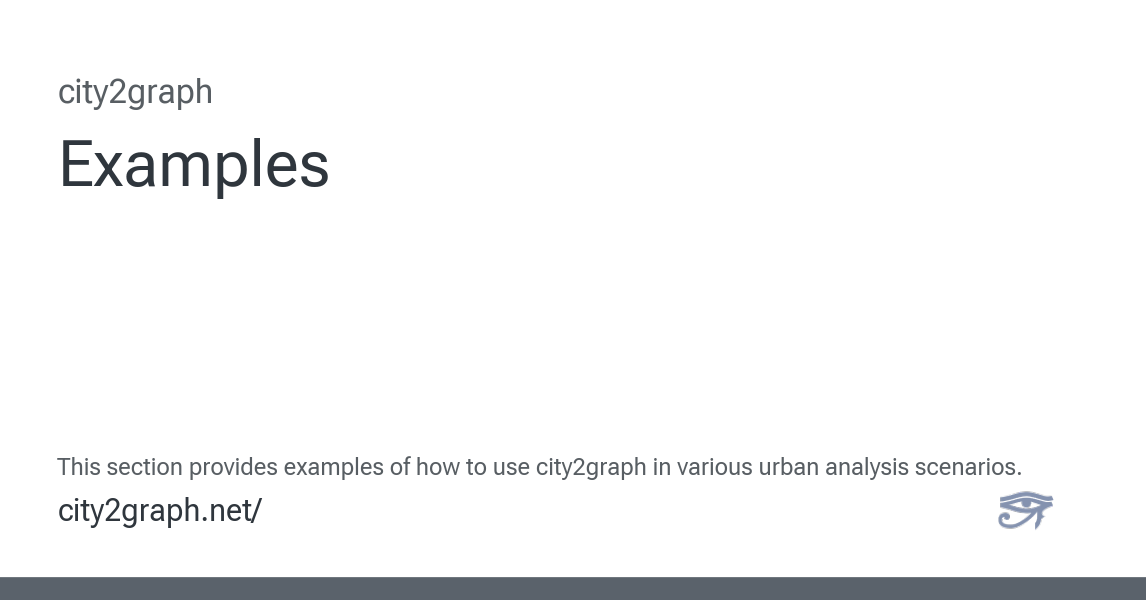 city2graph
Examples
This section provides examples of how to use city2graph in various urban analysis scenarios.
city2graph.net/